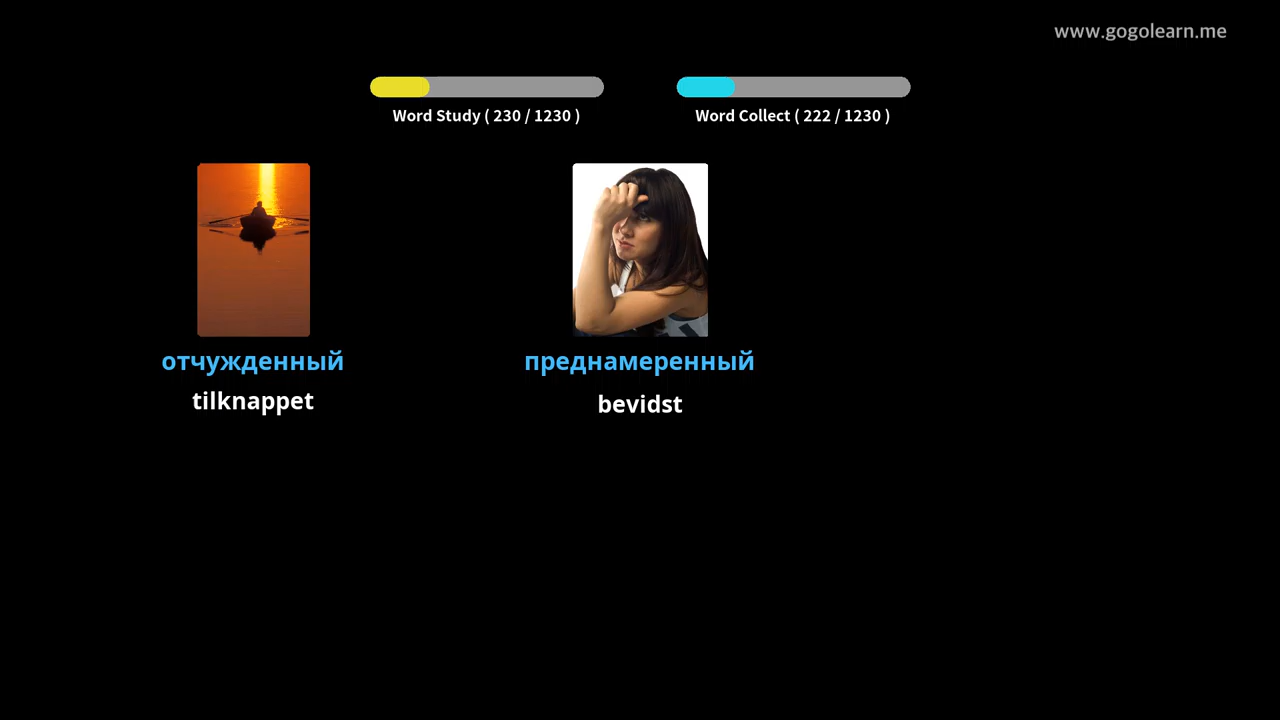 www.gogolearn.me
Word Study ( 230 / 1230 )
Word Collect ( 222 / 1230 )
отчужденный
преднамеренный
tilknappet
bevidst